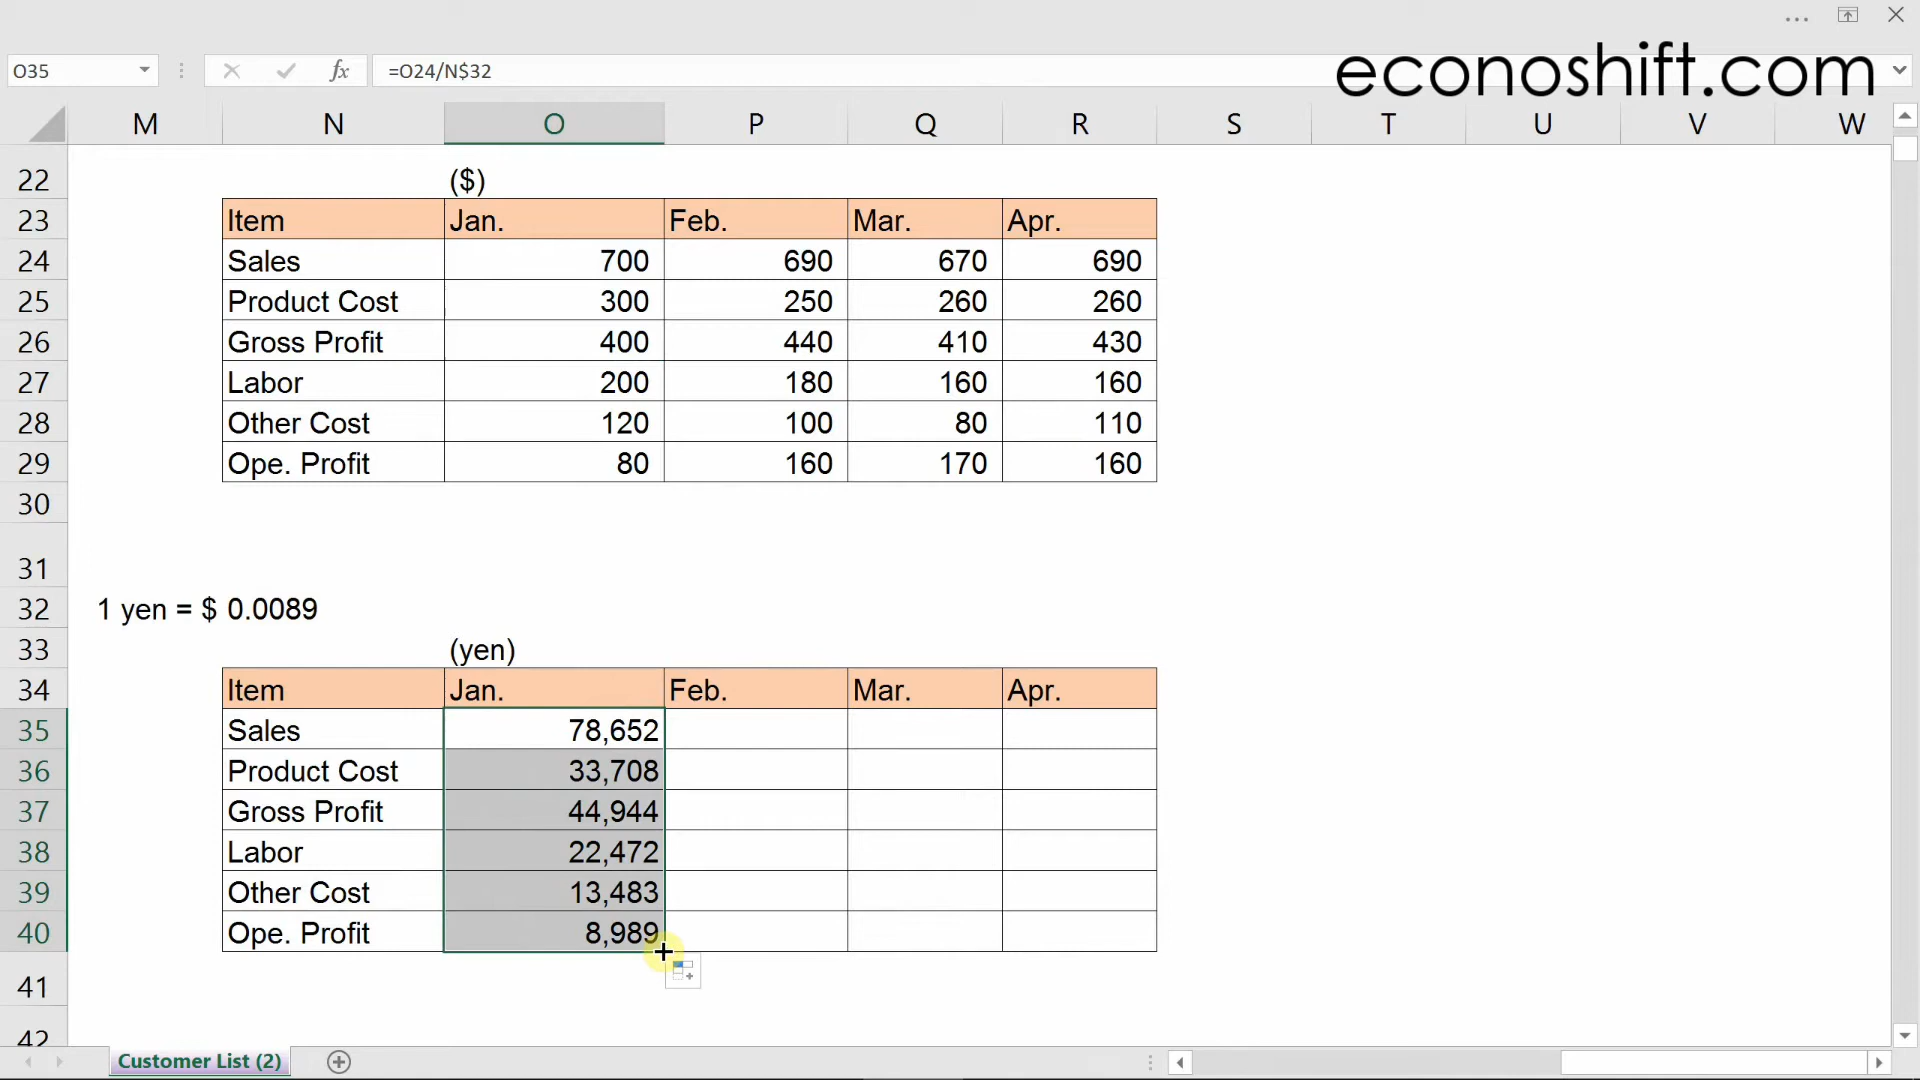 ...
econoshift.com
O35 fx =O24/N$32
M N O P Q R S T U V W
22 ($)
23 Item Jan. Feb. Mar. Apr.
24 Sales 700 690 670 690
25 Product Cost 300 250 260 260
26 Gross Profit 400 440 410 430
27 Labor 200 180 160 160
28 Other Cost 120 100 80 110
29 Ope. Profit 80 160 170 160
30
31
32 1 yen = $ 0.0089
33 (yen)
34 Item Jan. Feb. Mar. Apr.
35 Sales 78,652
36 Product Cost 33,708
37 Gross Profit 44,944
38 Labor 22,472
39 Other Cost 13,483
40 Ope. Profit 8,989
41
42
Customer List (2)